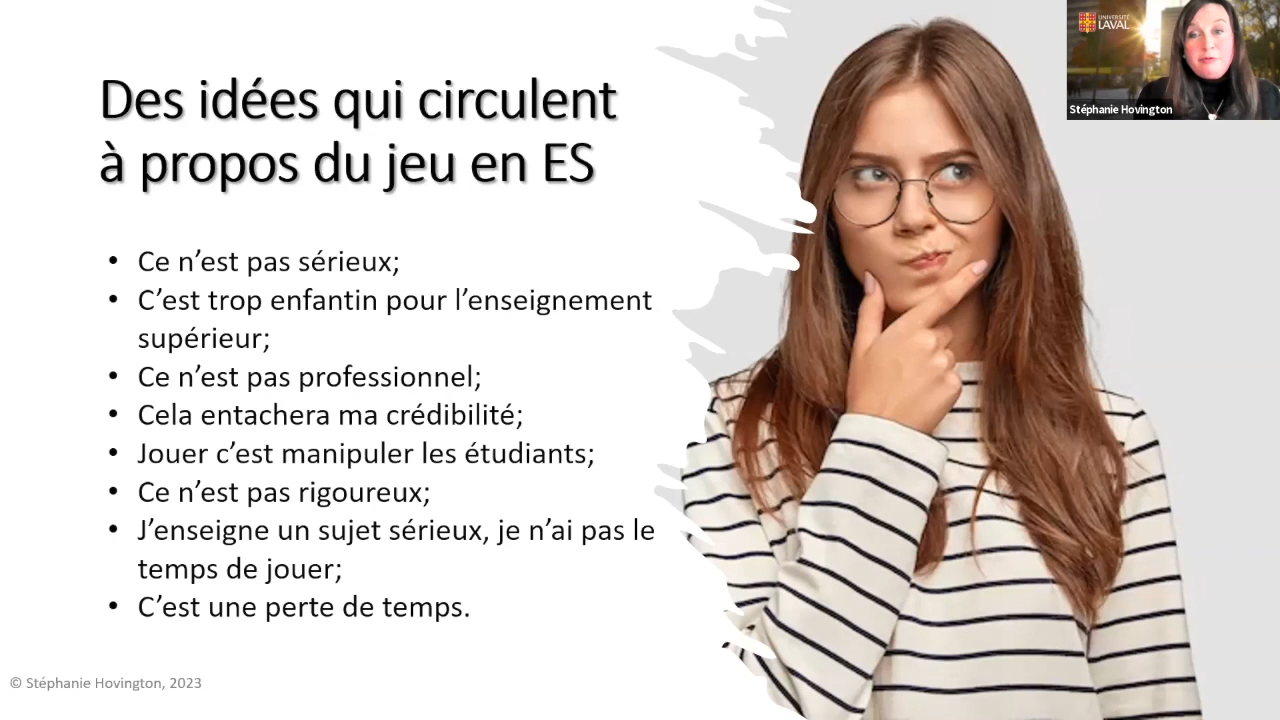 Des idées qui circulent
à propos du jeu en ES
• Ce n’est pas sérieux;
• C’est trop enfantin pour l’enseignement
supérieur;
• Ce n’est pas professionnel;
• Cela entachera ma crédibilité;
• Jouer c’est manipuler les étudiants;
• Ce n’est pas rigoureux;
• J’enseigne un sujet sérieux, je n’ai pas le
temps de jouer;
• C’est une perte de temps.
© Stéphanie Hovington, 2023
UNIVERSITÉ
LAVAL
Stéphanie Hovington